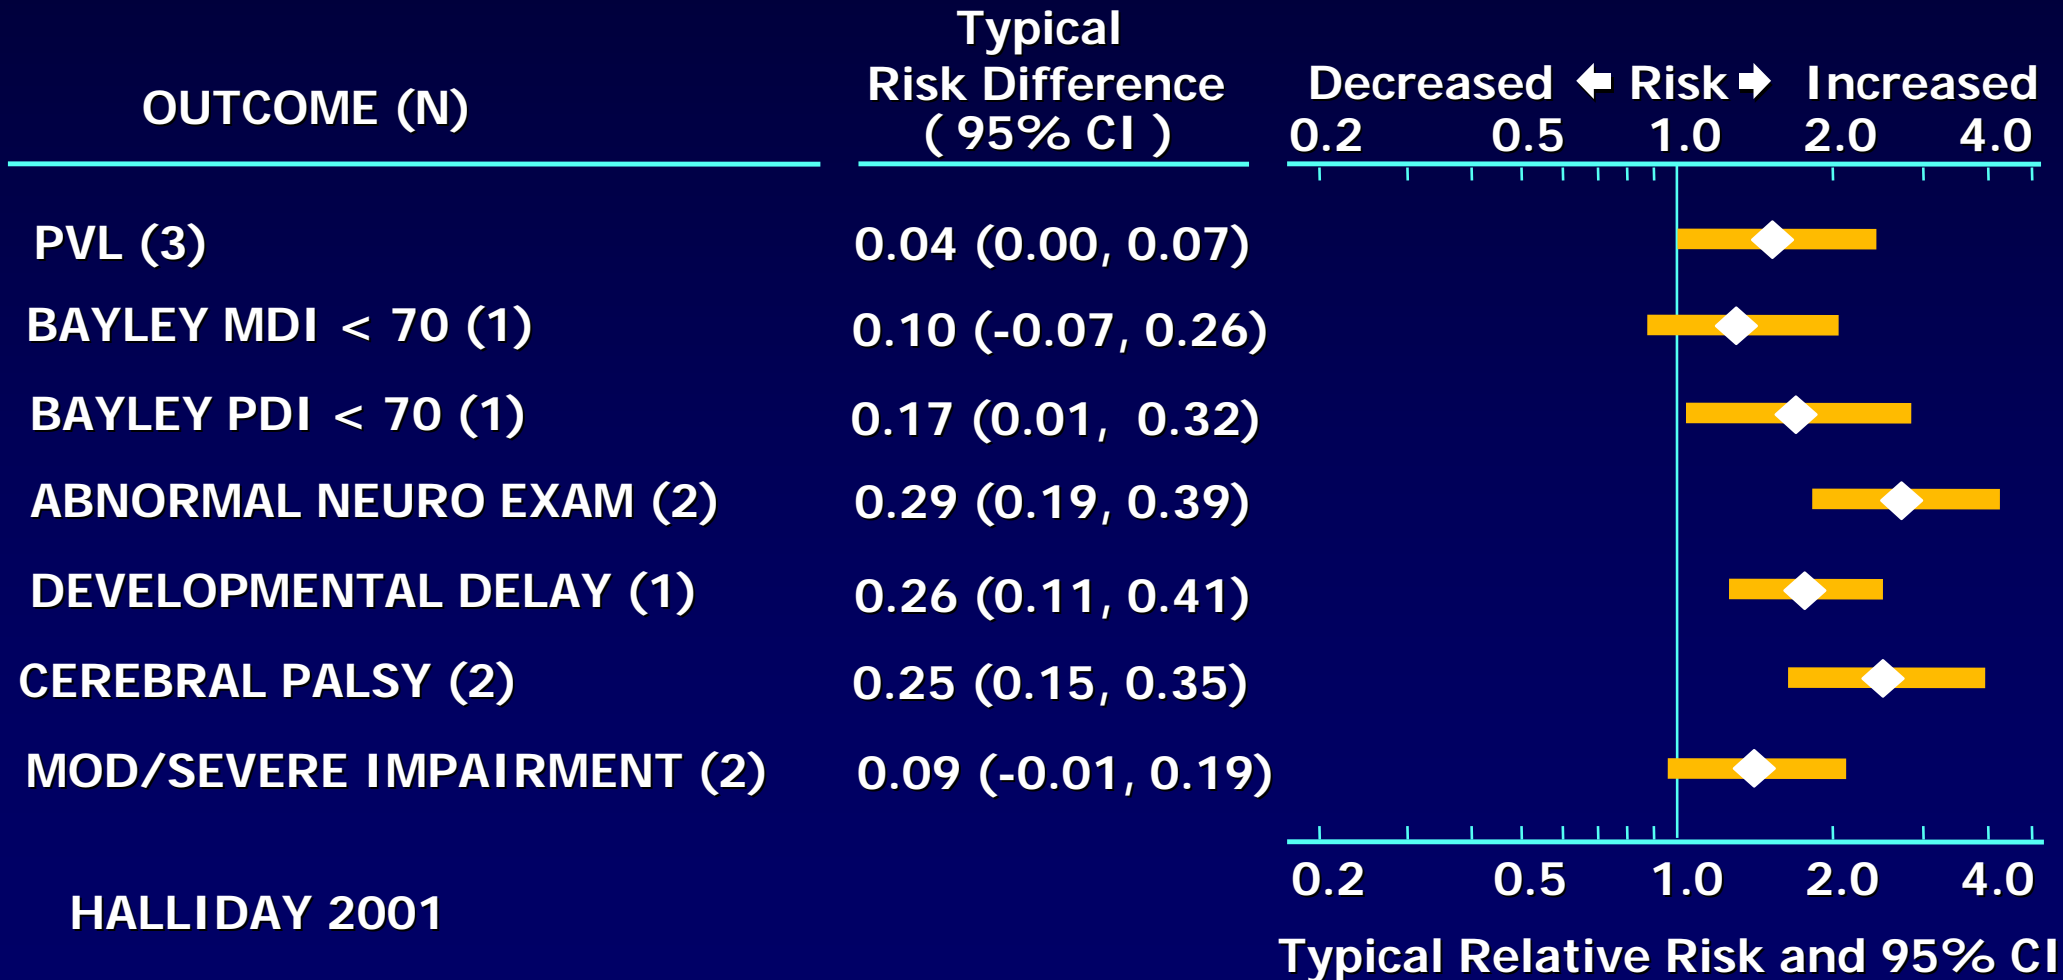 OUTCOME (N)
Typical
Risk Difference
( 95% CI )
Decreased Risk Increased
0.2 0.5 1.0 2.0 4.0
PVL (3) 0.04 (0.00, 0.07)
BAYLEY MDI < 70 (1) 0.10 (-0.07, 0.26)
BAYLEY PDI < 70 (1) 0.17 (0.01, 0.32)
ABNORMAL NEURO EXAM (2) 0.29 (0.19, 0.39)
DEVELOPMENTAL DELAY (1) 0.26 (0.11, 0.41)
CEREBRAL PALSY (2) 0.25 (0.15, 0.35)
MOD/SEVERE IMPAIRMENT (2) 0.09 (-0.01, 0.19)
0.2 0.5 1.0 2.0 4.0
HALLIDAY 2001
Typical Relative Risk and 95% CI